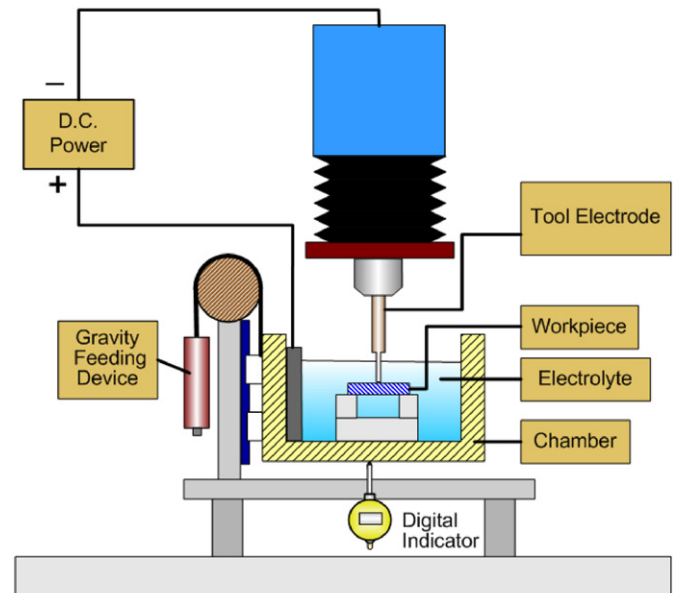 −
D.C.
Power
+
Tool Electrode
Gravity
Feeding
Device
Workpiece
Electrolyte
Chamber
Digital
Indicator